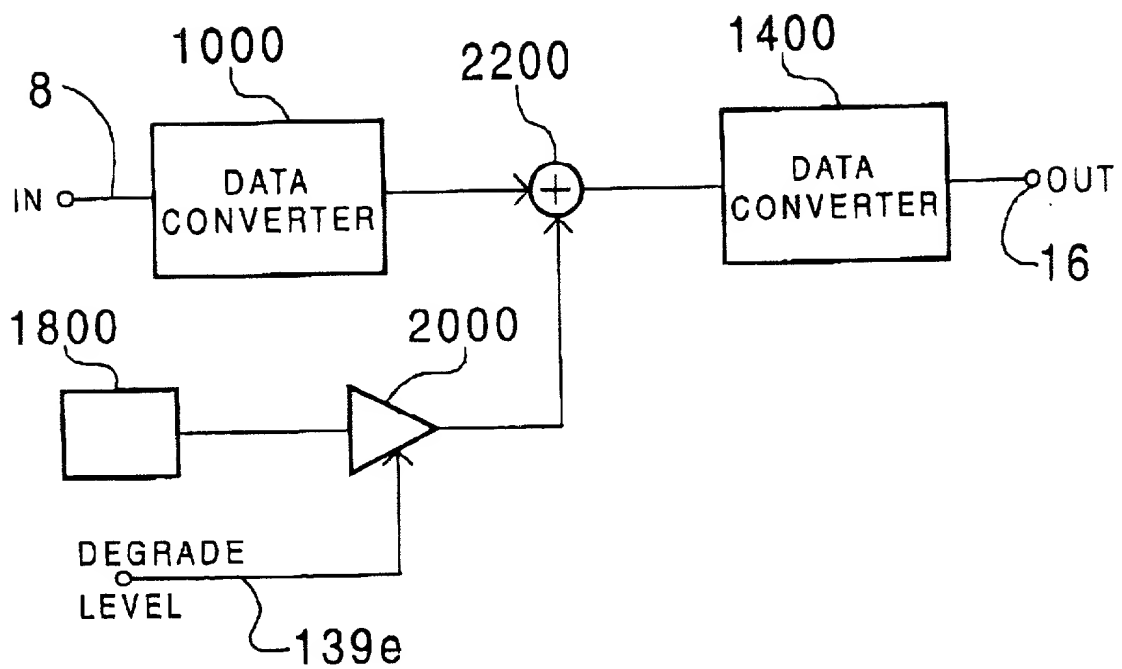 1000
2200
1400
8
IN
DATA
CONVERTER
+
DATA
CONVERTER
OUT
16
1800
2000
DEGRADE
LEVEL
139e